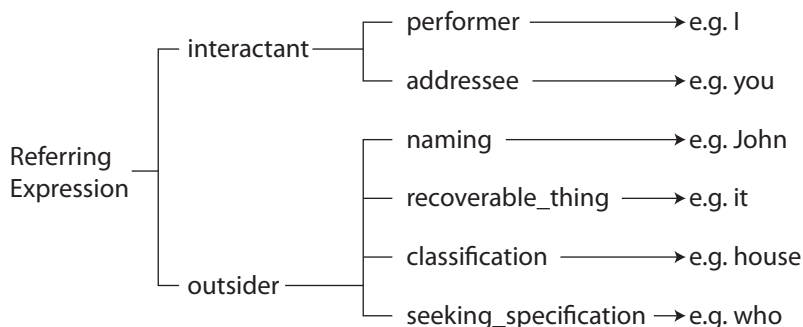 performer e.g. I
interactant
addressee e.g. you
naming e.g. John
Referring
Expression
recoverable_thing e.g. it
classification e.g. house
outsider
seeking_specification e.g. who